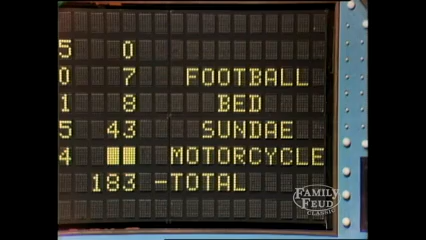 5 0
0 7 FOOTBALL
1 8 BED
5 43 SUNDAE
4 MOTORCYCLE
183 -TOTAL
FAMILY
FEUD
CLASSIC